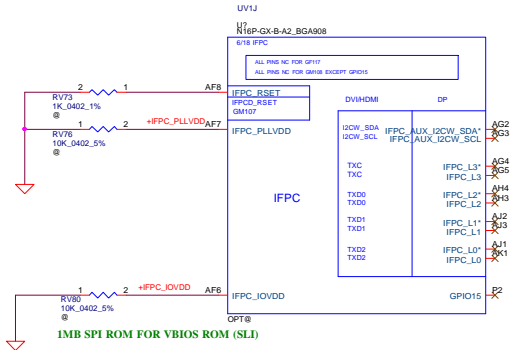 UV1J
U?
N16P-GX-B-A2_BGA908
6/18 IFPC
ALL PINS NC FOR GF117
ALL PINS NC FOR GM108 EXCEPT GPIO15
2 1 AF8 IFPC_RSET
RV73
1K_0402_1%
@
IFPCD_RSET
GM107
DVI/HDMI DP
2 1 +IFPC_PLLVDD AF7 IFPC_PLLVDD
RV76
10K_0402_5%
@
I2CW_SDA IFPC_AUX_I2CW_SDA* AG2
I2CW_SCL IFPC_AUX_I2CW_SCL AG3
TXC IFPC_L3* AG4
TXC IFPC_L3 AG5
IFPC
TXD0 IFPC_L2* AH4
TXD0 IFPC_L2 AH3
TXD1 IFPC_L1* AJ2
TXD1 IFPC_L1 AJ3
TXD2 IFPC_L0* AJ1
TXD2 IFPC_L0 AK1
1 2 +IFPC_IOVDD AF6 IFPC_IOVDD
GPIO15 P2
RV80
10K_0402_5%
@
OPT@
1MB SPI ROM FOR VBIOS ROM (SLI)